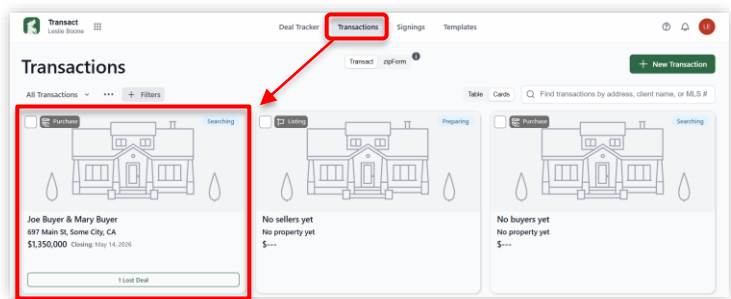 Transact
Leslie Boone
Deal Tracker Transactions Signings Templates
LE
Transactions
Transact zipForm
+ New Transaction
All Transactions ••• + Filters
Table Cards Find transactions by address, client name, or MLS #
Purchase Searching
Listing Preparing
Purchase Searching
Joe Buyer & Mary Buyer
697 Main St, Some City, CA
$1,350,000 Closing: May 14, 2026
1 Lost Deal
No sellers yet
No property yet
$---
No buyers yet
No property yet
$---